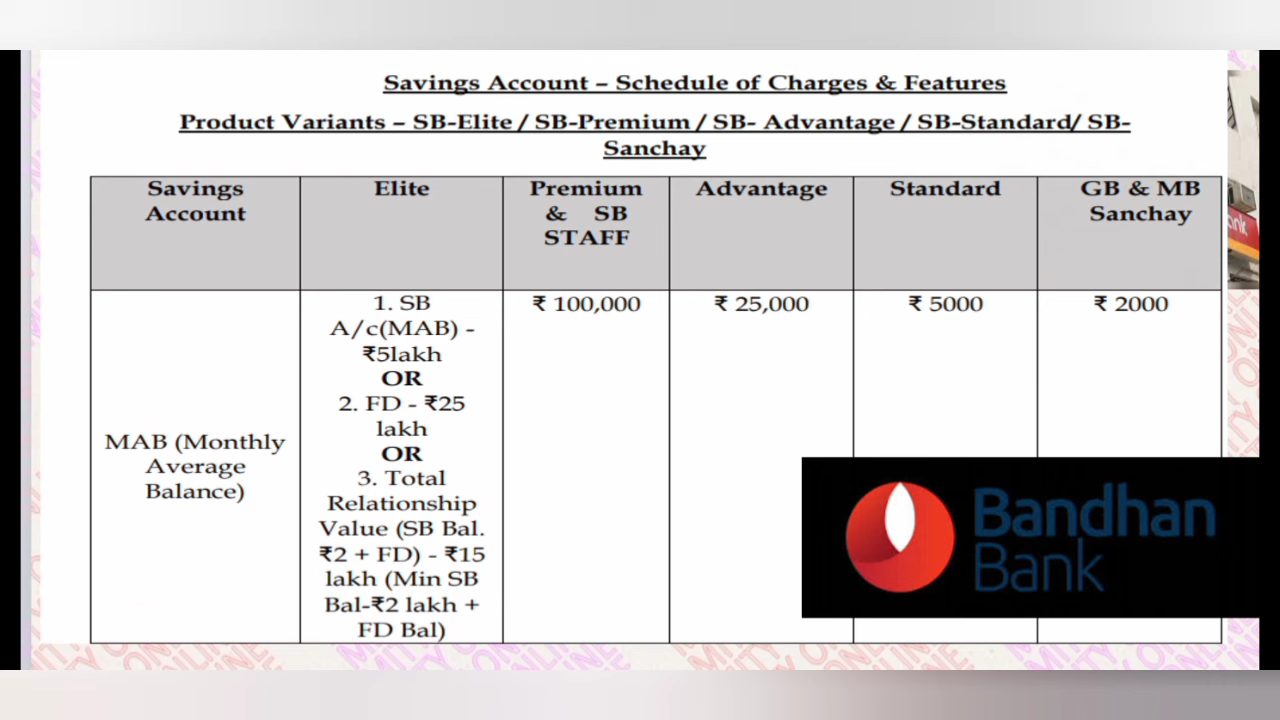 Savings Account – Schedule of Charges & Features
Product Variants – SB-Elite / SB-Premium / SB- Advantage / SB-Standard/ SB-
Sanchay
Savings
Account
Elite
Premium
& SB
STAFF
Advantage
Standard
GB & MB
Sanchay
MAB (Monthly
Average
Balance)
1. SB
A/c(MAB) -
₹5lakh
OR
2. FD - ₹25
lakh
OR
3. Total
Relationship
Value (SB Bal.
₹2 + FD) - ₹15
lakh (Min SB
Bal-₹2 lakh +
FD Bal)
₹ 100,000
₹ 25,000
₹ 5000
₹ 2000
Bandhan
Bank